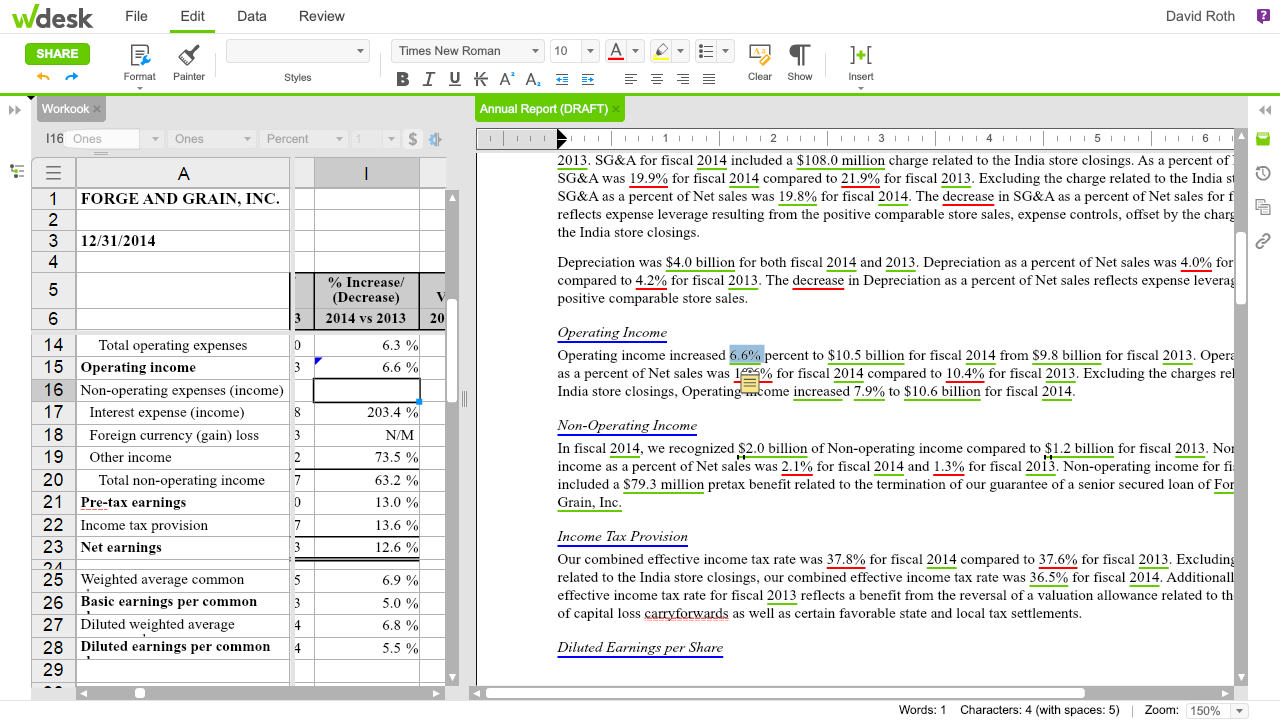 wdesk File Edit Data Review David Roth
SHARE Format Painter Styles Times New Roman 10 Clear Show Insert
Workook × Annual Report (DRAFT) ×
I16 Ones Ones Percent 1 $
1 2 3 4 5 6
A I
1 FORGE AND GRAIN, INC.
2
3 12/31/2014
4
5 % Increase/ (Decrease) V
6 3 2014 vs 2013 20
14 Total operating expenses 0 6.3 %
15 Operating income 3 6.6 %
16 Non-operating expenses (income)
17 Interest expense (income) 8 203.4 %
18 Foreign currency (gain) loss 3 N/M
19 Other income 2 73.5 %
20 Total non-operating income 7 63.2 %
21 Pre-tax earnings 0 13.0 %
22 Income tax provision 7 13.6 %
23 Net earnings 3 12.6 %
24
25 Weighted average common 5 6.9 %
26 Basic earnings per common 3 5.0 %
27 Diluted weighted average 4 6.8 %
28 Diluted earnings per common 4 5.5 %
29
2013. SG&A for fiscal 2014 included a $108.0 million charge related to the India store closings. As a percent of
SG&A was 19.9% for fiscal 2014 compared to 21.9% for fiscal 2013. Excluding the charge related to the India st
SG&A as a percent of Net sales was 19.8% for fiscal 2014. The decrease in SG&A as a percent of Net sales for f
reflects expense leverage resulting from the positive comparable store sales, expense controls, offset by the charg
the India store closings.
Depreciation was $4.0 billion for both fiscal 2014 and 2013. Depreciation as a percent of Net sales was 4.0% for
compared to 4.2% for fiscal 2013. The decrease in Depreciation as a percent of Net sales reflects expense leverag
positive comparable store sales.
Operating Income
Operating income increased 6.6% percent to $10.5 billion for fiscal 2014 from $9.8 billion for fiscal 2013. Opera
as a percent of Net sales was for fiscal 2014 compared to 10.4% for fiscal 2013. Excluding the charges rel
India store closings, Operating income increased 7.9% to $10.6 billion for fiscal 2014.
Non-Operating Income
In fiscal 2014, we recognized $2.0 billion of Non-operating income compared to $1.2 billion for fiscal 2013. Non
income as a percent of Net sales was 2.1% for fiscal 2014 and 1.3% for fiscal 2013. Non-operating income for fi
included a $79.3 million pretax benefit related to the termination of our guarantee of a senior secured loan of For
Grain, Inc.
Income Tax Provision
Our combined effective income tax rate was 37.8% for fiscal 2014 compared to 37.6% for fiscal 2013. Excluding
related to the India store closings, our combined effective income tax rate was 36.5% for fiscal 2014. Additionall
effective income tax rate for fiscal 2013 reflects a benefit from the reversal of a valuation allowance related to the
of capital loss carryforwards as well as certain favorable state and local tax settlements.
Diluted Earnings per Share
Words: 1 Characters: 4 (with spaces: 5) Zoom: 150%